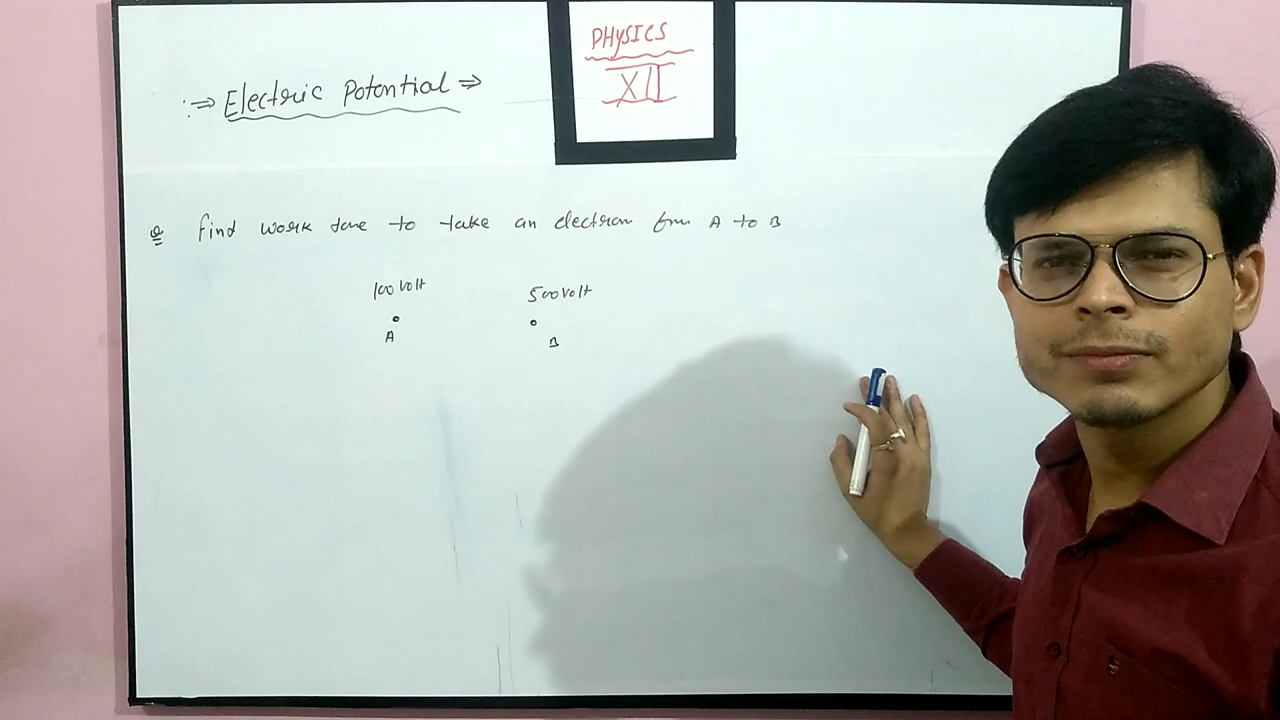 PHYSICS
XII
:⇒ Electric Potential ⇒
Q Find work done to take an electron from A to B
100 Volt 500 Volt
A B